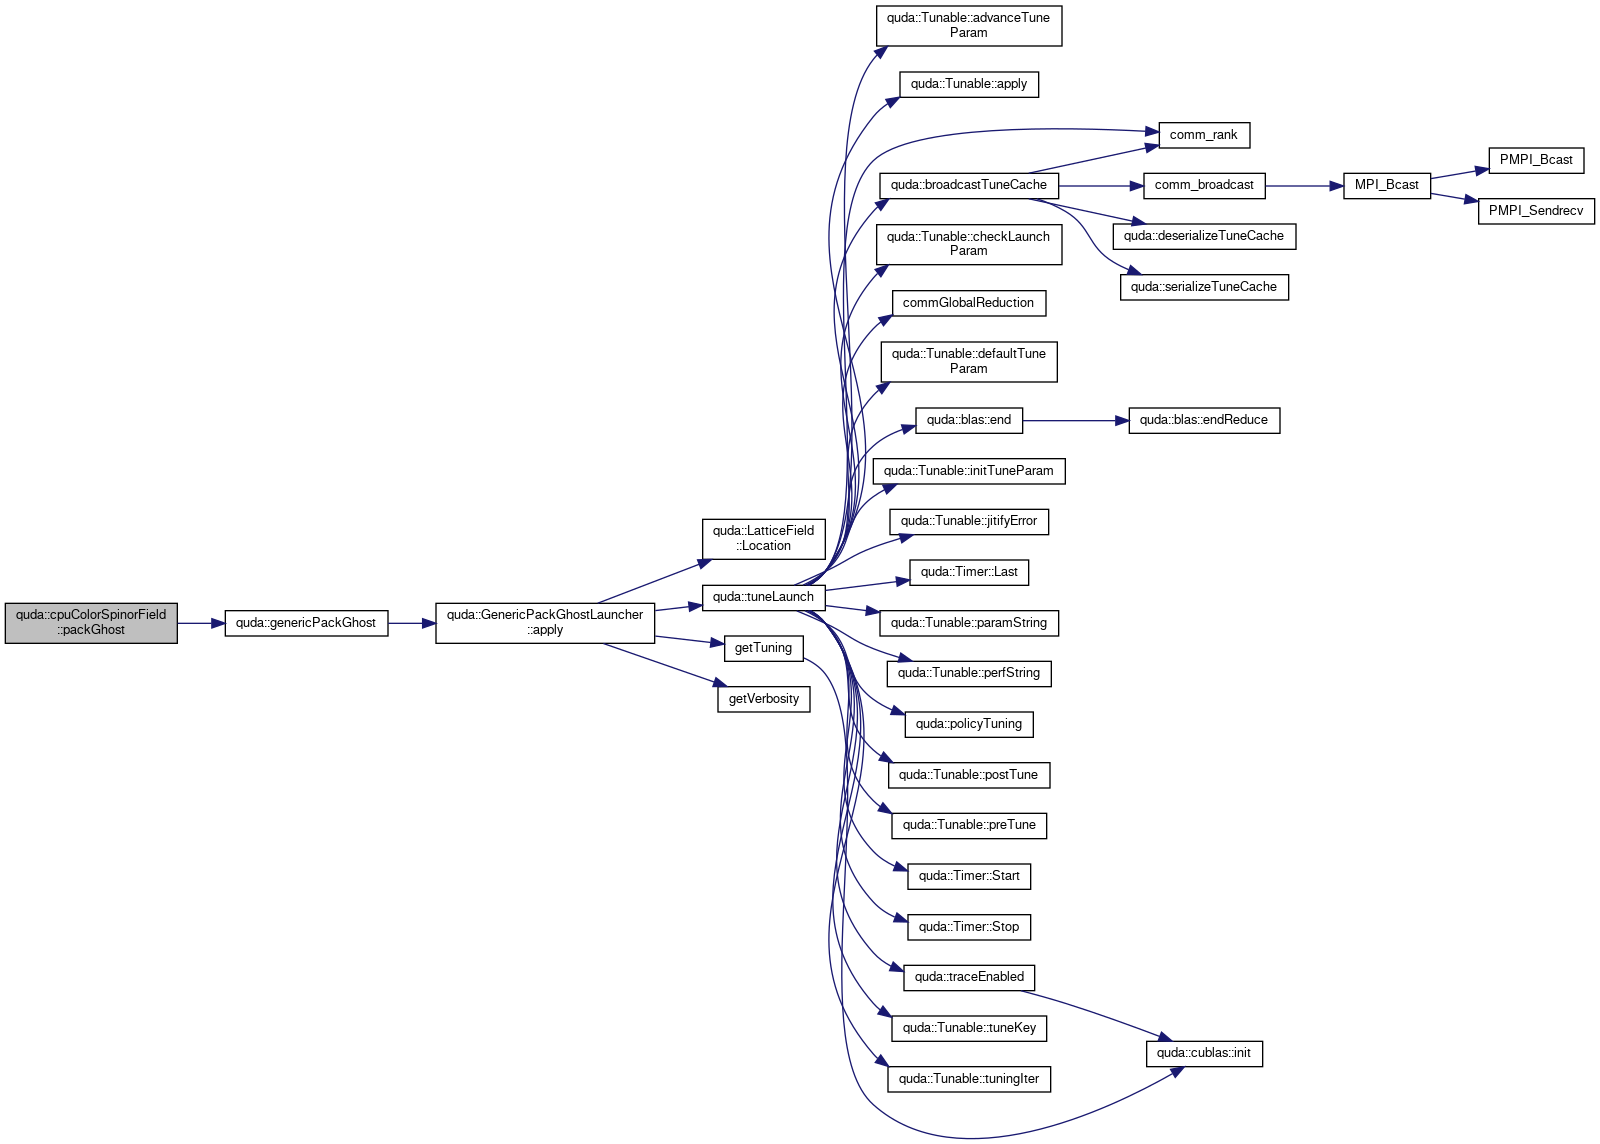 quda::cpuColorSpinorField
::packGhost
quda::genericPackGhost
quda::GenericPackGhostLauncher
::apply
quda::LatticeField
::Location
quda::tuneLaunch
getTuning
getVerbosity
quda::Tunable::advanceTune
Param
quda::Tunable::apply
quda::broadcastTuneCache
quda::Tunable::checkLaunch
Param
commGlobalReduction
quda::Tunable::defaultTune
Param
quda::blas::end
quda::Tunable::initTuneParam
quda::Tunable::jitifyError
quda::Timer::Last
quda::Tunable::paramString
quda::Tunable::perfString
quda::policyTuning
quda::Tunable::postTune
quda::Tunable::preTune
quda::Timer::Start
quda::Timer::Stop
quda::traceEnabled
quda::Tunable::tuneKey
quda::Tunable::tuningIter
comm_rank
comm_broadcast
quda::deserializeTuneCache
quda::serializeTuneCache
quda::blas::endReduce
quda::cublas::init
MPI_Bcast
PMPI_Bcast
PMPI_Sendrecv